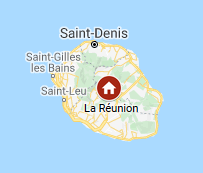 Saint-Denis
Saint-Gilles
les Bains
Saint-Leu
La Réunion